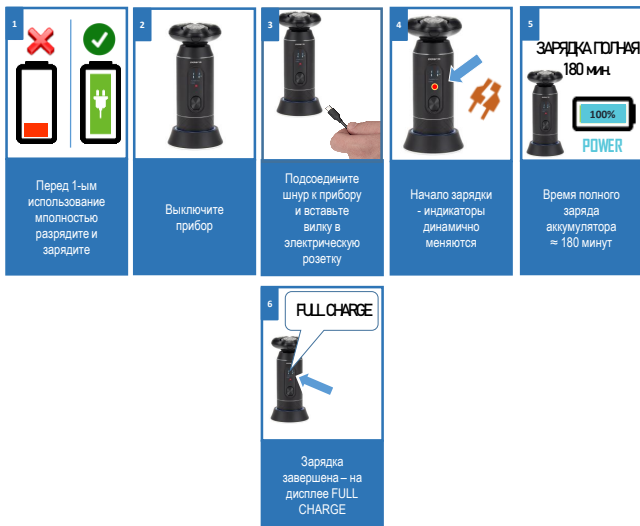 1
Перед 1-ым
использование
мполностью
разрядите и
зарядите
2
Выключите
прибор
3
Подсоедините
шнур к прибору
и вставьте
вилку в
электрическую
розетку
4
Начало зарядки
- индикаторы
динамично
меняются
5
ЗАРЯДКА ПОЛНАЯ
180 мин.
100%
POWER
Время полного
заряда
аккумулятора
≈ 180 минут
6
FULL CHARGE
Зарядка
завершена – на
дисплее FULL
CHARGE